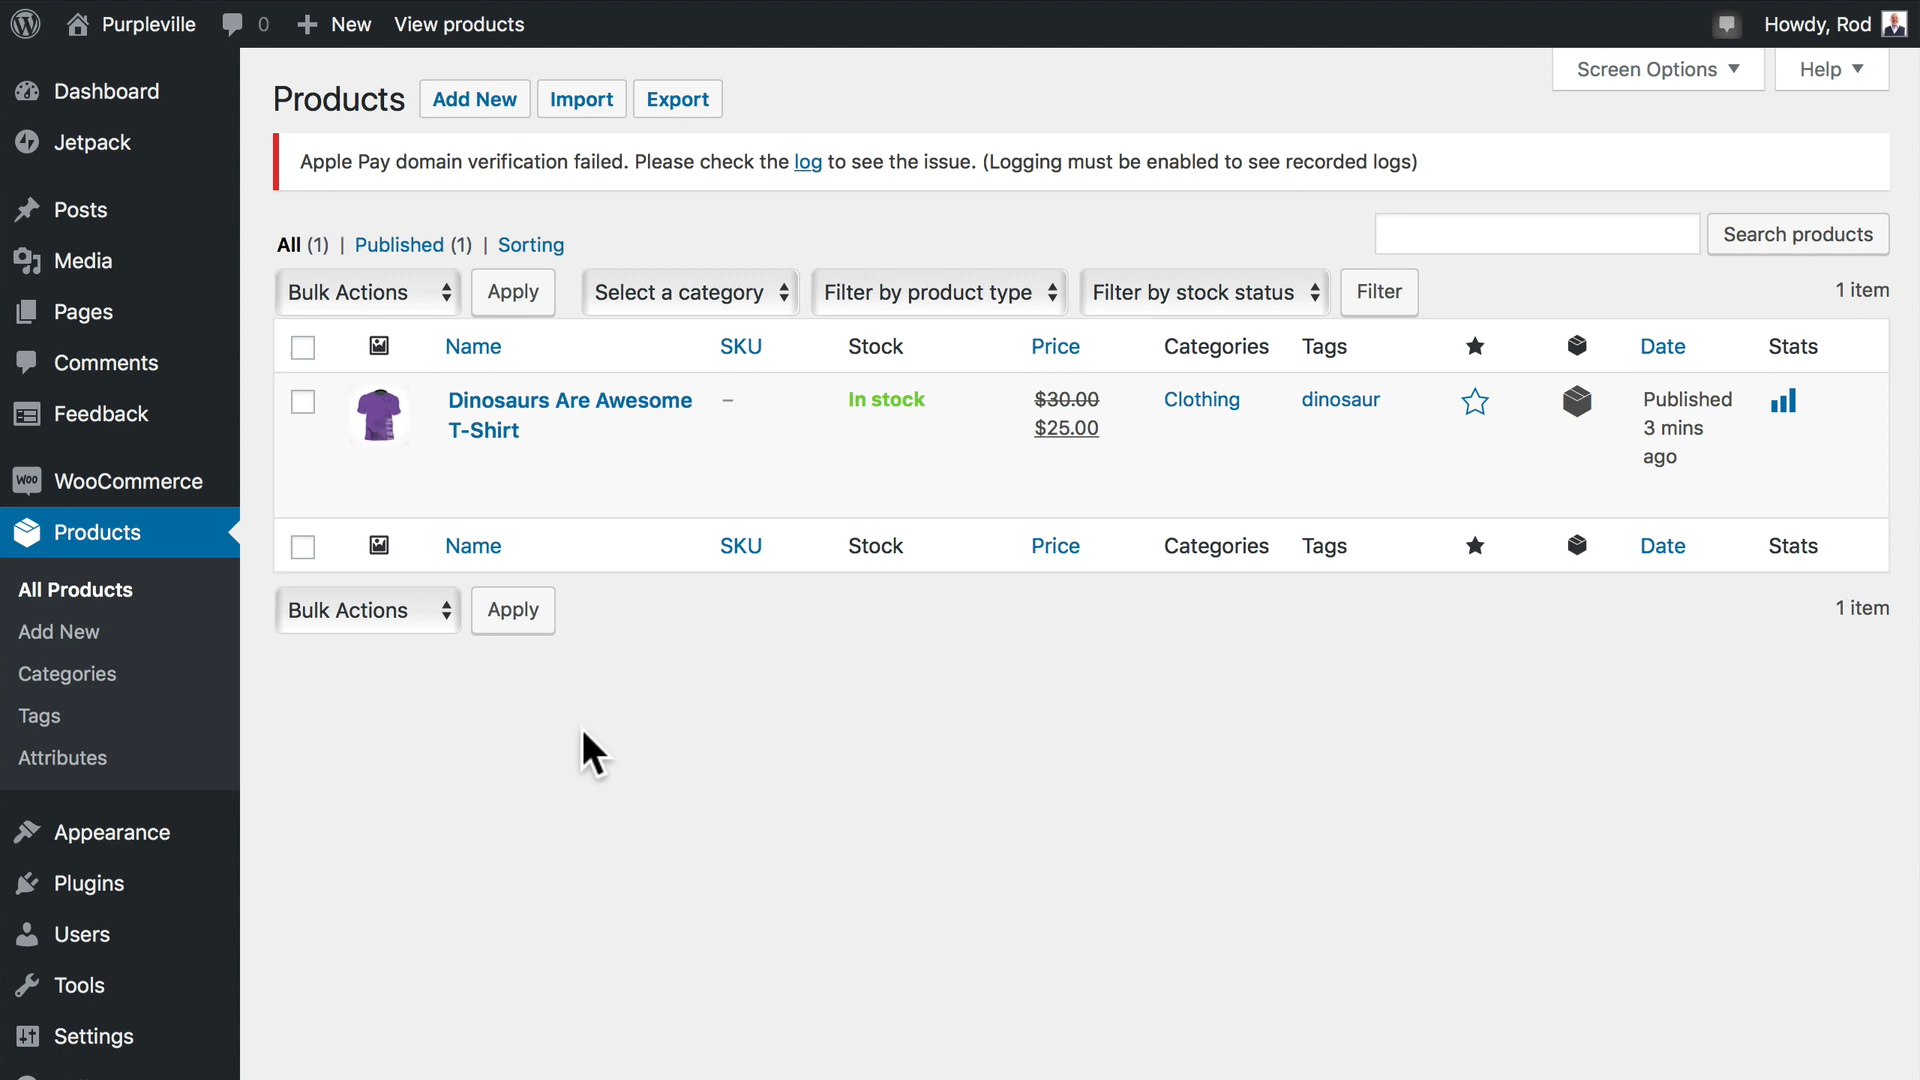 Purpleville 0 New View products Howdy, Rod
Screen Options Help
Dashboard
Jetpack
Posts
Media
Pages
Comments
Feedback
WOO WooCommerce
Products
All Products
Add New
Categories
Tags
Attributes
Appearance
Plugins
Users
Tools
Settings
Products Add New Import Export
Apple Pay domain verification failed. Please check the log to see the issue. (Logging must be enabled to see recorded logs)
All (1) | Published (1) | Sorting
Search products
Bulk Actions Apply Select a category Filter by product type Filter by stock status Filter 1 item
Name SKU Stock Price Categories Tags Date Stats
Dinosaurs Are Awesome – In stock $30.00 Clothing dinosaur Published
T-Shirt $25.00 3 mins
ago
Name SKU Stock Price Categories Tags Date Stats
Bulk Actions Apply 1 item